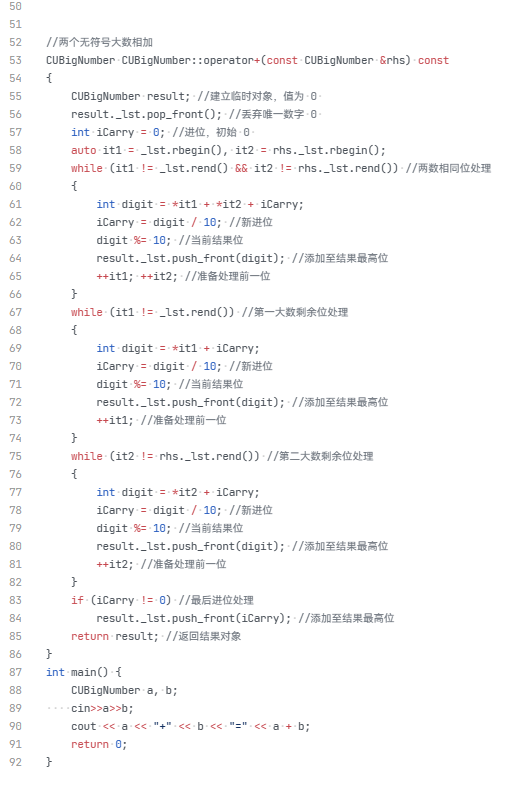 50
51
52 //两个无符号大数相加
53 CUBigNumber CUBigNumber::operator+(const CUBigNumber &rhs) const
54 {
55     CUBigNumber result; //建立临时对象，值为 0
56     result._lst.pop_front(); //丢弃唯一数字 0
57     int iCarry = 0; //进位，初始 0
58     auto it1 = _lst.rbegin(), it2 = rhs._lst.rbegin();
59     while (it1 != _lst.rend() && it2 != rhs._lst.rend()) //两数相同位处理
60     {
61         int digit = *it1 + *it2 + iCarry;
62         iCarry = digit / 10; //新进位
63         digit %= 10; //当前结果位
64         result._lst.push_front(digit); //添加至结果最高位
65         ++it1; ++it2; //准备处理前一位
66     }
67     while (it1 != _lst.rend()) //第一大数剩余位处理
68     {
69         int digit = *it1 + iCarry;
70         iCarry = digit / 10; //新进位
71         digit %= 10; //当前结果位
72         result._lst.push_front(digit); //添加至结果最高位
73         ++it1; //准备处理前一位
74     }
75     while (it2 != rhs._lst.rend()) //第二大数剩余位处理
76     {
77         int digit = *it2 + iCarry;
78         iCarry = digit / 10; //新进位
79         digit %= 10; //当前结果位
80         result._lst.push_front(digit); //添加至结果最高位
81         ++it2; //准备处理前一位
82     }
83     if (iCarry != 0) //最后进位处理
84         result._lst.push_front(iCarry); //添加至结果最高位
85     return result; //返回结果对象
86 }
87 int main() {
88     CUBigNumber a, b;
89     cin>>a>>b;
90     cout << a << "+" << b << "=" << a + b;
91     return 0;
92 }